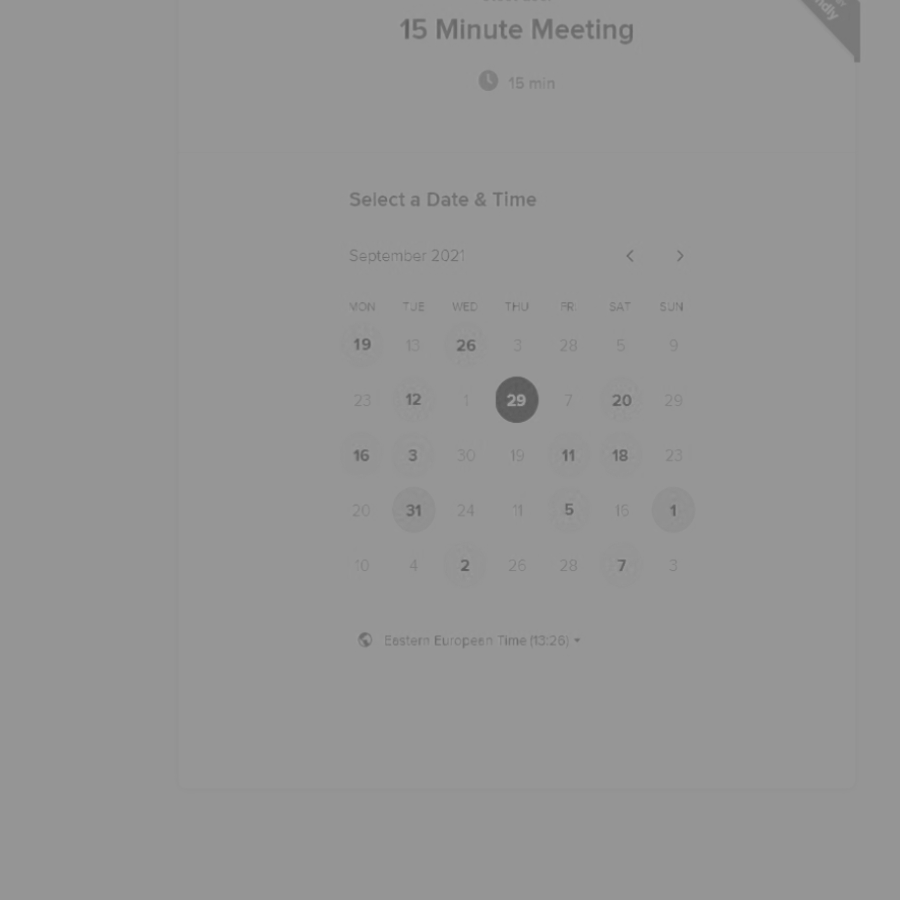 15 Minute Meeting
15 min
Select a Date & Time
September 2021
MON TUE WED THU FRI SAT SUN
19 13 26 3 28 5 9
23 12 1 29 7 20 29
16 3 30 19 11 18 23
20 31 24 11 5 15 1
10 4 2 26 28 7 3
Eastern European Time (13:26)